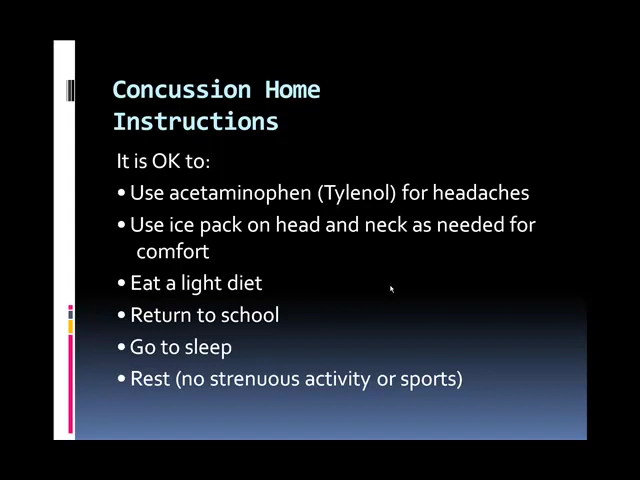 Concussion Home
Instructions
It is OK to:
• Use acetaminophen (Tylenol) for headaches
• Use ice pack on head and neck as needed for
comfort
• Eat a light diet
• Return to school
• Go to sleep
• Rest (no strenuous activity or sports)